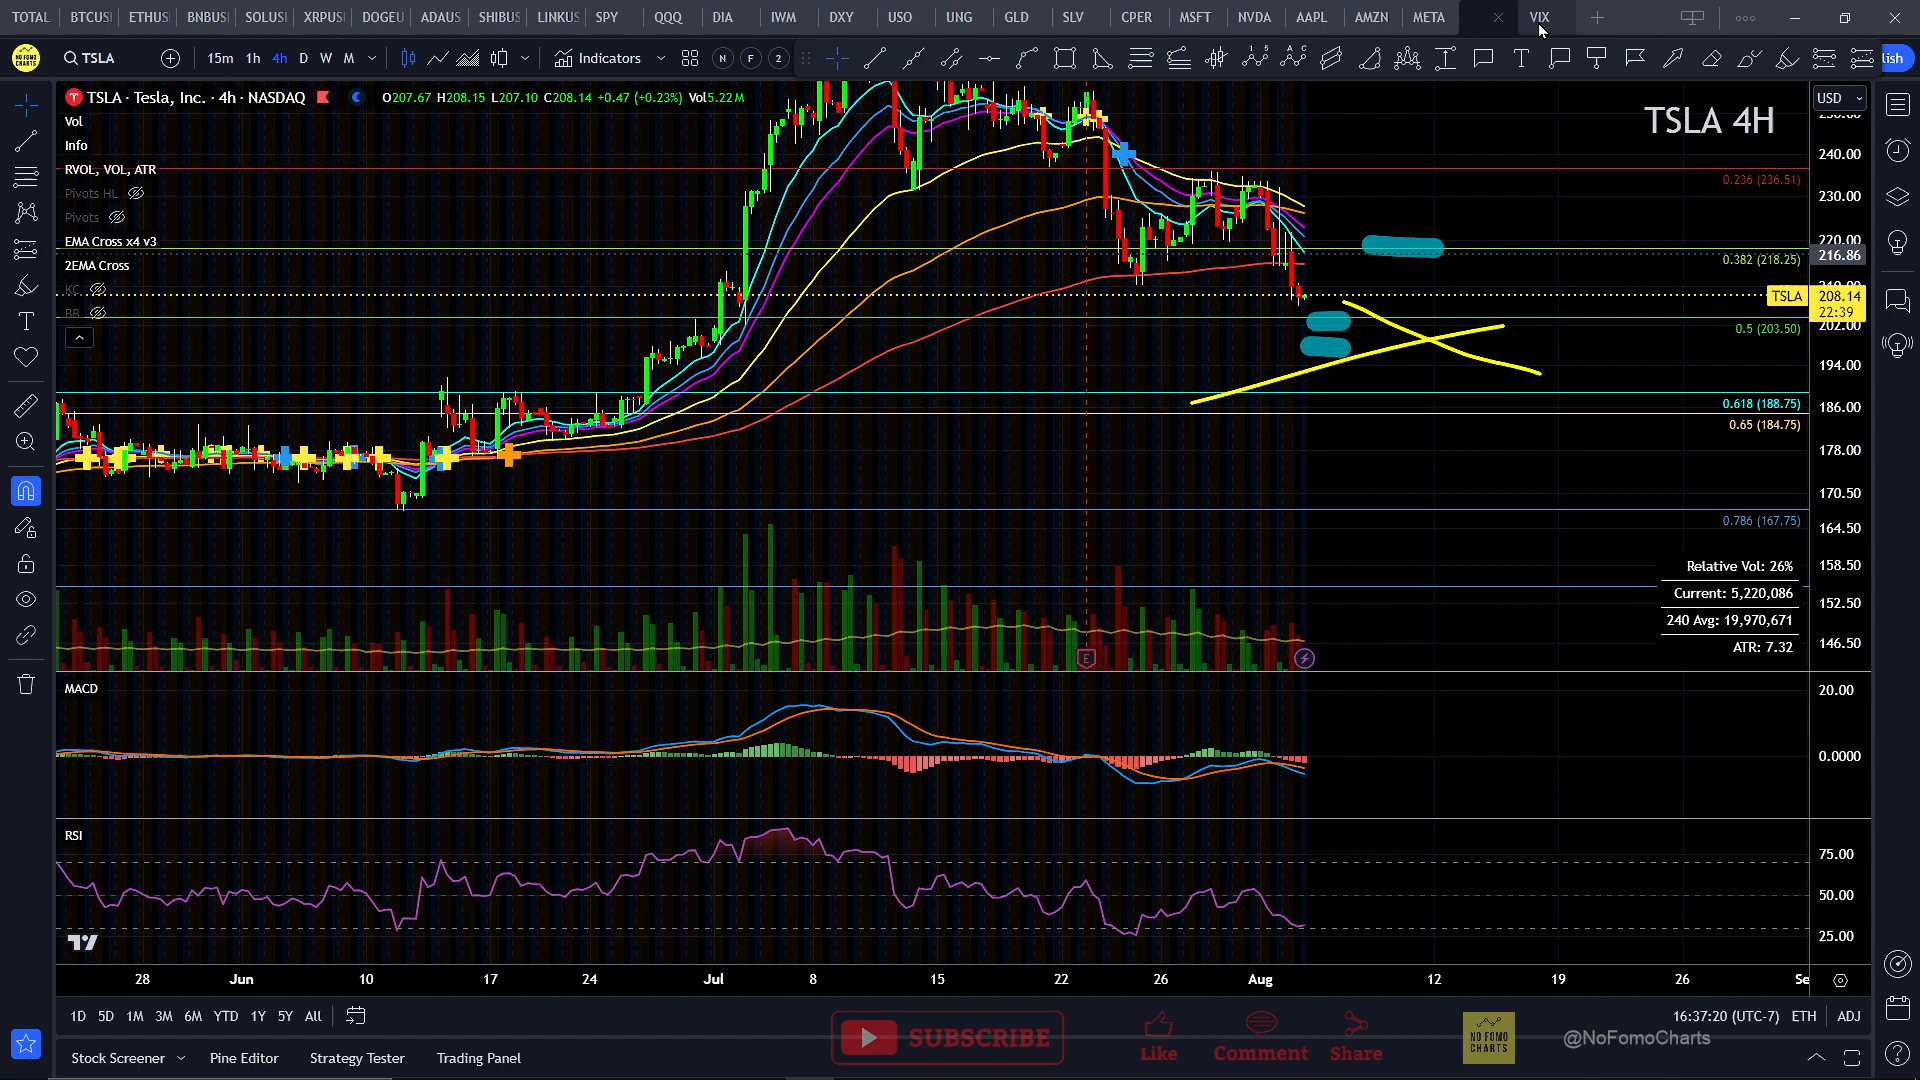 TOTAL BTCUS ETHUS BNBUS SOLUSI XRPUS DOGEU ADAUS SHIBUS LINKUS SPY QQQ DIA IWM DXY USO UNG GLD SLV CPER MSFT NVDA AAPL AMZN META VIX
NO FOMO CHARTS TSLA 15m 1h 4h D W M Indicators N F 2 lish
TSLA · Tesla, Inc. · 4h · NASDAQ O207.67 H208.15 L207.10 C208.14 +0.47 (+0.23%) Vol5.22M
USD
Vol
TSLA 4H
Info
240.00
RVOL, VOL, ATR
0.236 (236.51)
Pivots HL
230.00
Pivots
EMA Cross x4 v3
220.00
216.86
0.382 (218.25)
2EMA Cross
KC
TSLA 208.14
22:39
BB
202.00
0.5 (203.50)
194.00
0.618 (188.75)
186.00
0.65 (184.75)
178.00
170.50
0.786 (167.75)
164.50
Relative Vol: 26%
158.50
Current: 5,220,086
152.50
240 Avg: 19,970,671
146.50
ATR: 7.32
E
MACD
20.00
0.0000
RSI
75.00
50.00
25.00
28 Jun 10 17 24 Jul 8 15 22 26 Aug 12 19 26 Se
1D 5D 1M 3M 6M YTD 1Y 5Y All 16:37:20 (UTC-7) ETH ADJ
SUBSCRIBE
Like Comment Share
NO FOMO CHARTS
@NoFomoCharts
Stock Screener Pine Editor Strategy Tester Trading Panel